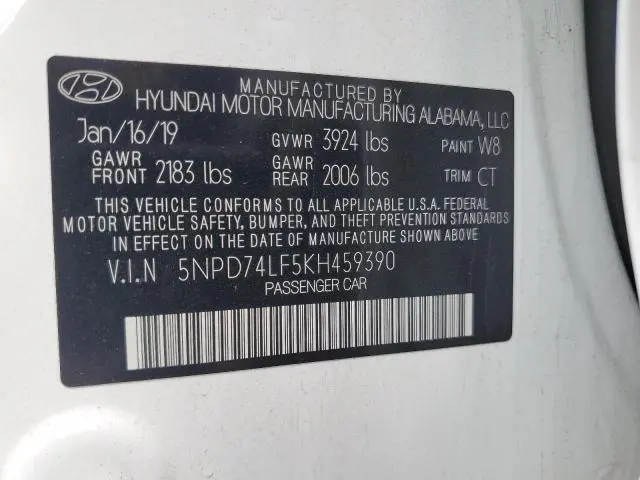 MANUFACTURED BY
HYUNDAI MOTOR MANUFACTURING ALABAMA, LLC
Jan/16/19 GVWR 3924 lbs PAINT W8
GAWR FRONT 2183 lbs GAWR REAR 2006 lbs TRIM CT
THIS VEHICLE CONFORMS TO ALL APPLICABLE U.S.A. FEDERAL
MOTOR VEHICLE SAFETY, BUMPER, AND THEFT PREVENTION STANDARDS
IN EFFECT ON THE DATE OF MANUFACTURE SHOWN ABOVE.
V.I.N 5NPD74LF5KH459390
PASSENGER CAR